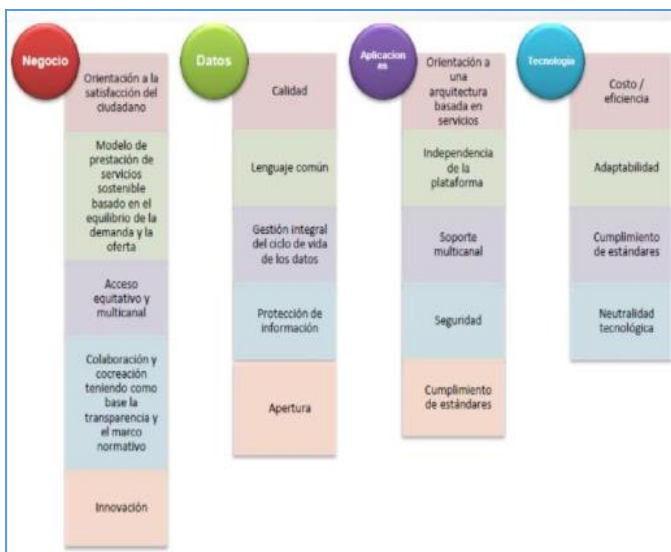 Negocio
Orientación a la
satisfacción del
ciudadano
Modelo de
prestación de
servicios
sostenible
basado en el
equilibrio de la
demanda y la
oferta
Acceso
equitativo y
multicanal
Colaboración y
cocreación
teniendo como
base la
transparencia y
el marco
normativo
Innovación
Datos
Calidad
Lenguaje común
Gestión integral
del ciclo de vida
de los datos
Protección de
información
Apertura
Aplicacion
es
Orientación a
una
arquitectura
basada en
servicios
Independencia
de la
plataforma
Soporte
multicanal
Seguridad
Cumplimiento
de estándares
Tecnología
Costo /
eficiencia
Adaptabilidad
Cumplimiento
de estándares
Neutralidad
tecnológica